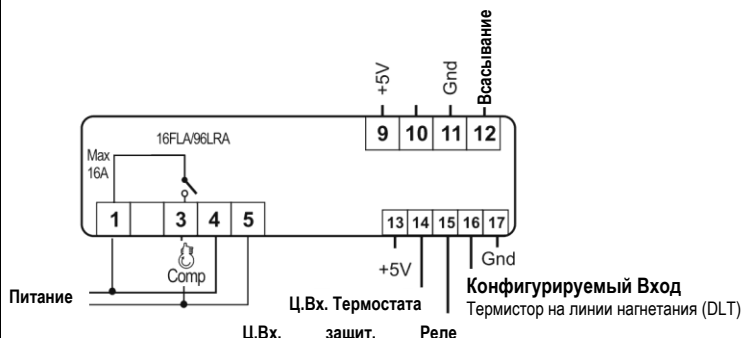 +5V
Gnd
Всасывание
9 10 11 12
16FLA/96LRA
Max
16A
1 3 4 5
13 14 15 16 17
Comp
+5V
Gnd
Питание
Ц.Вх. Термостата
Конфигурируемый Вход
Термистор на линии нагнетания (DLT)
Ц.Вх. защит. Реле